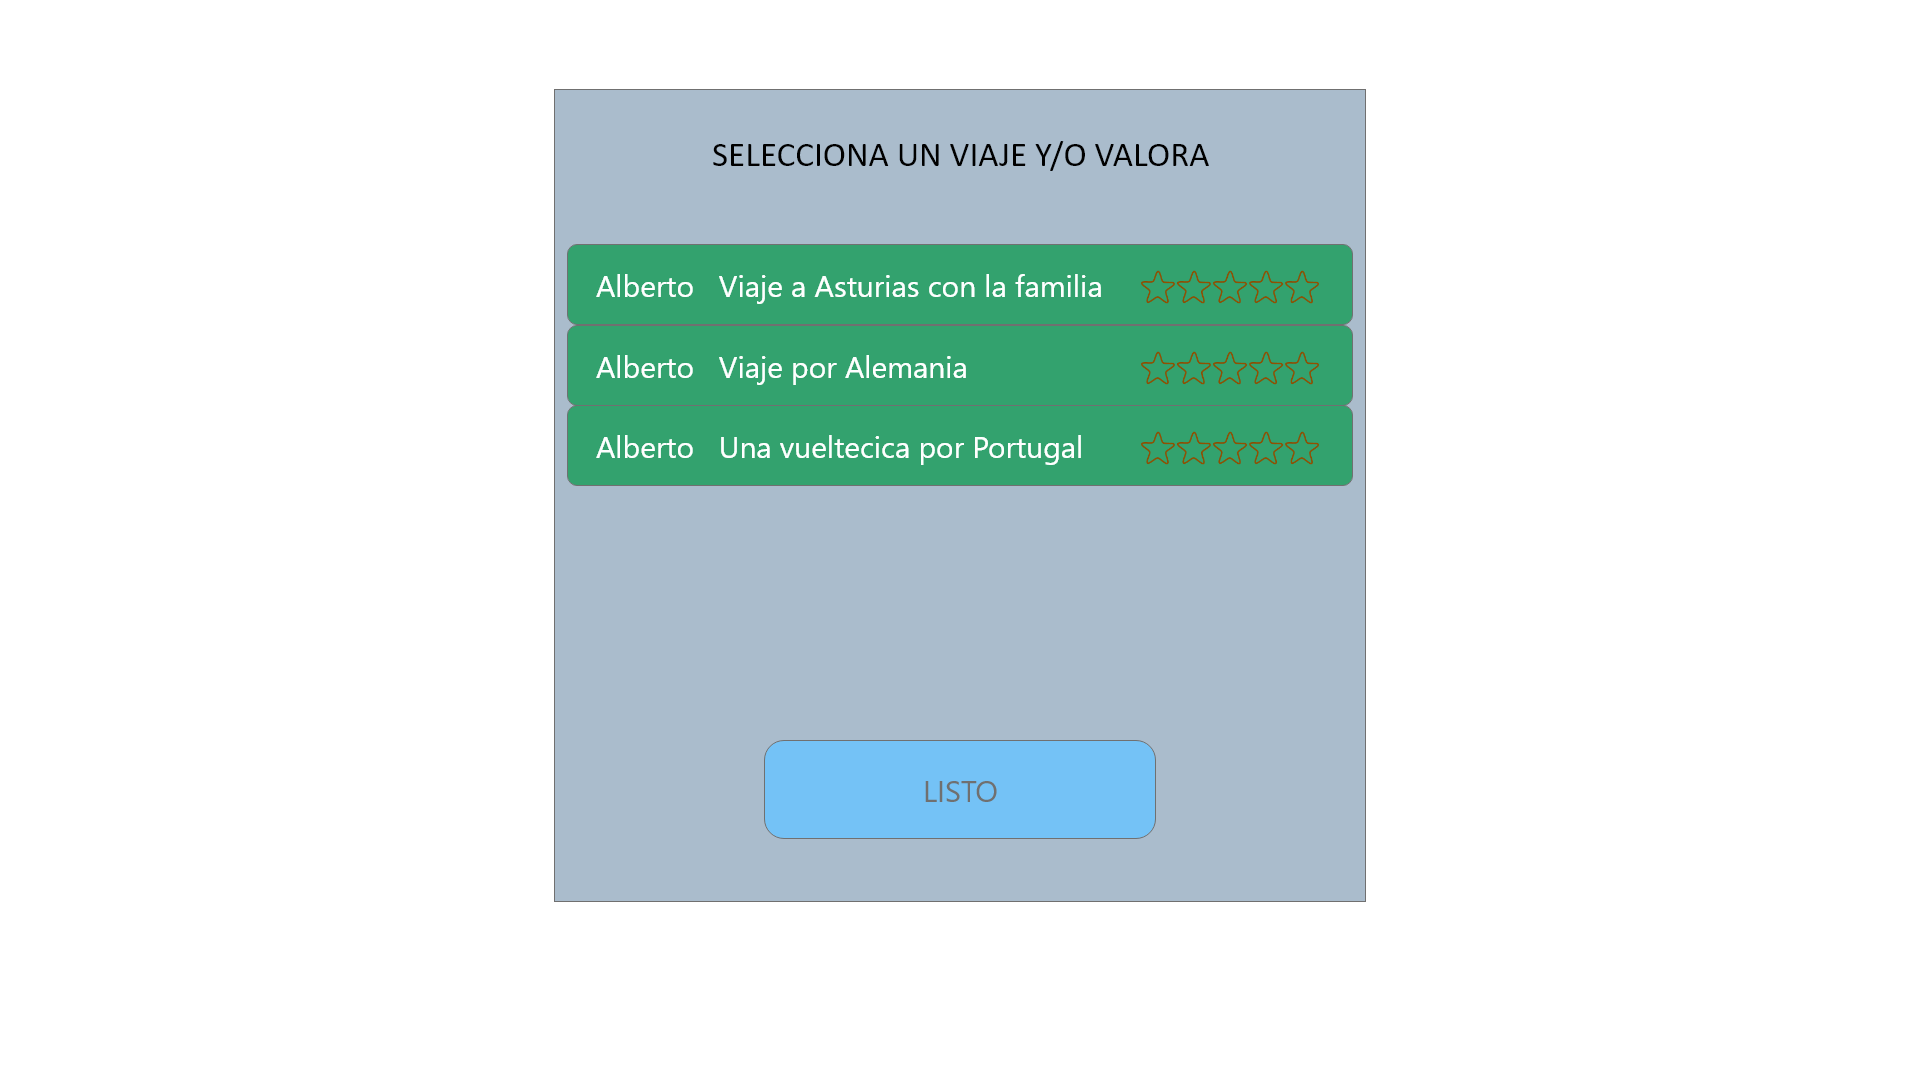 SELECCIONA UN VIAJE Y/O VALORA
Alberto Viaje a Asturias con la familia
Alberto Viaje por Alemania
Alberto Una vueltecica por Portugal
LISTO